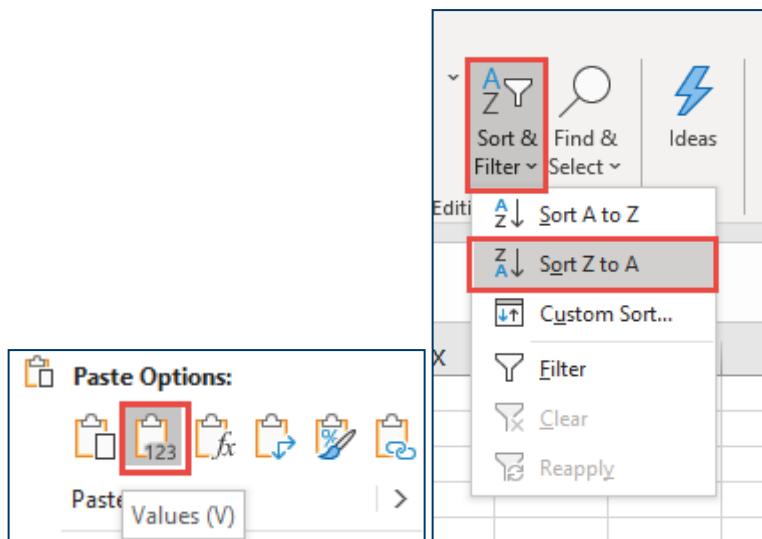 A
Z
Sort & Find & Ideas
Filter Select
Editi
A
Z Sort A to Z
Z
A Sort Z to A
Custom Sort...
X
Filter
Clear
Reapply
Paste Options:
123 fx %
Paste
Values (V)